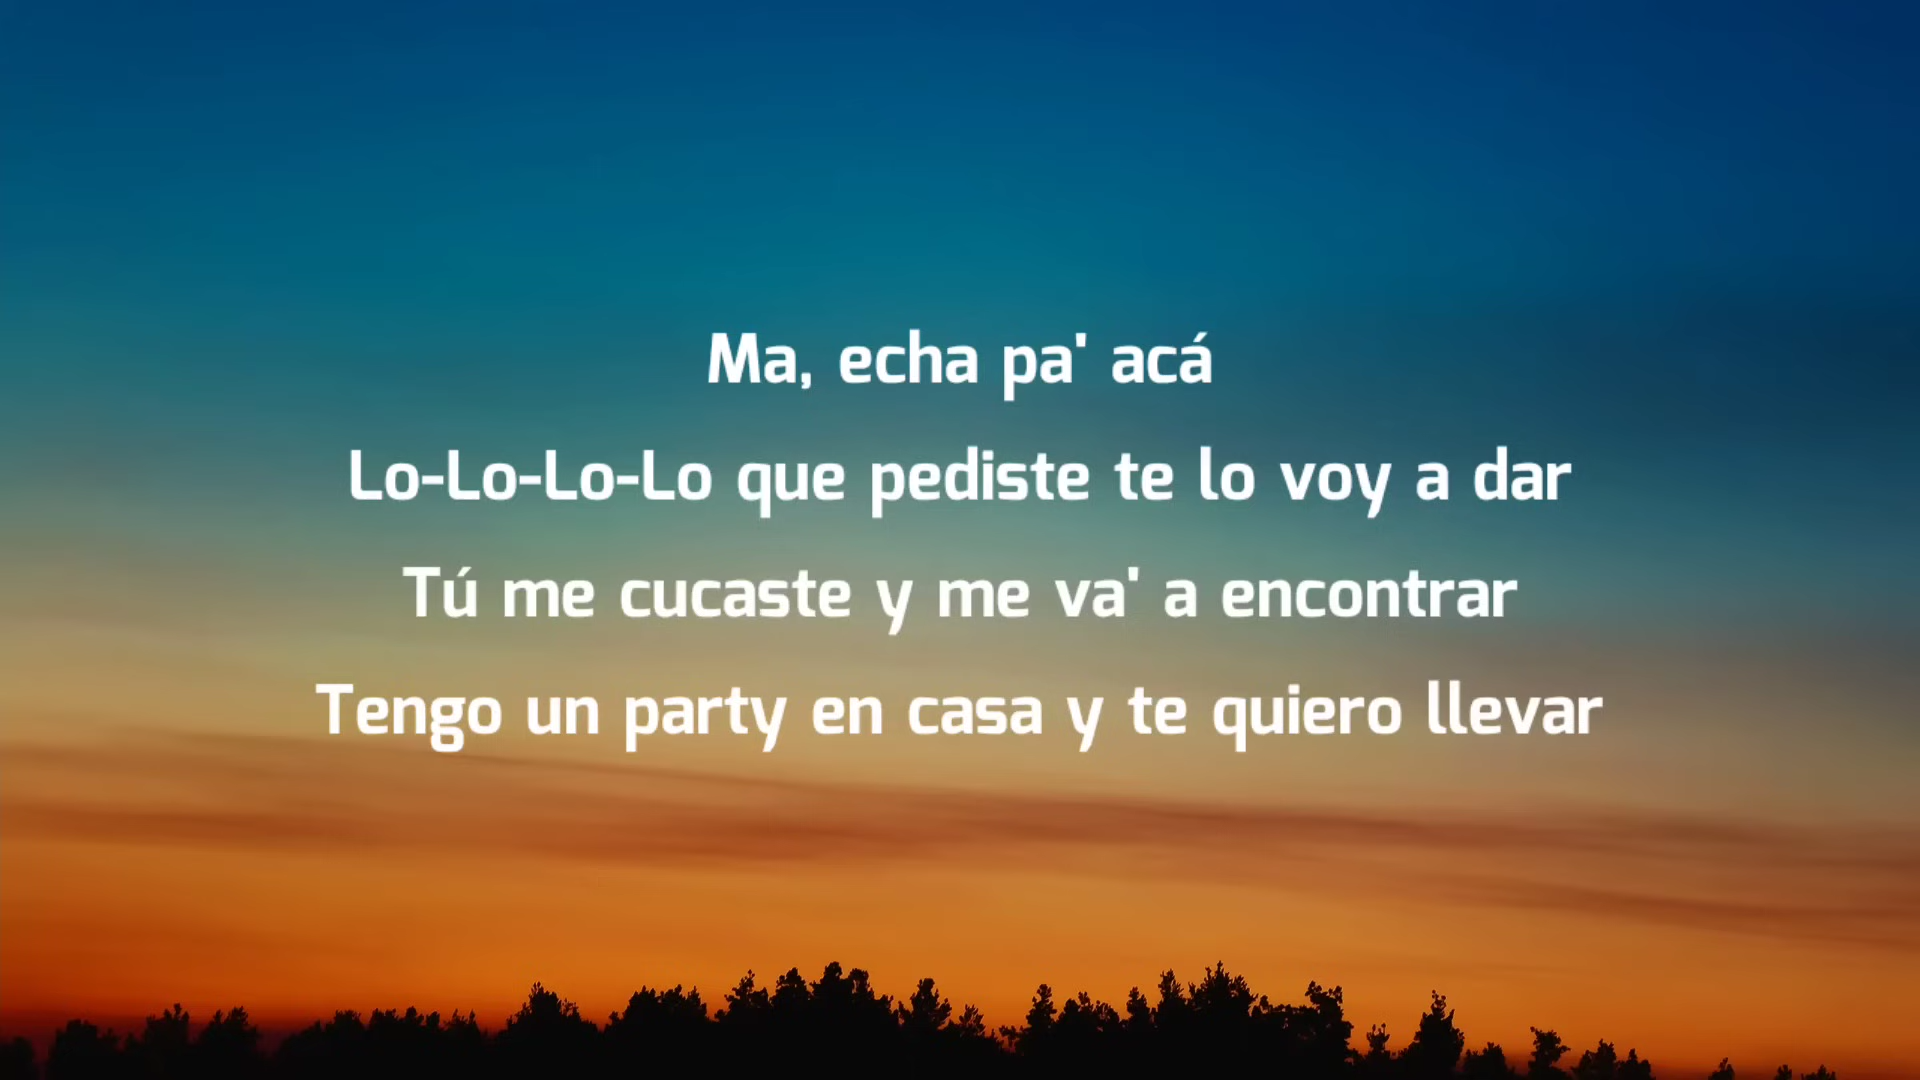 Ma, echa pa' acá
Lo-Lo-Lo-Lo que pediste te lo voy a dar
Tú me cucaste y me va' a encontrar
Tengo un party en casa y te quiero llevar